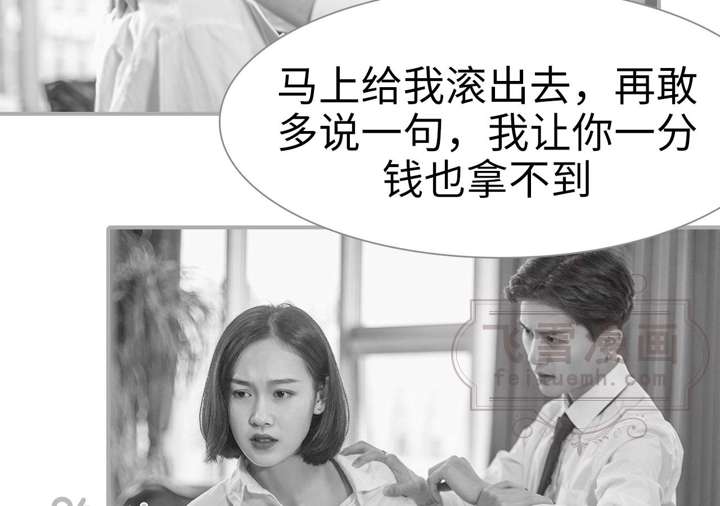 马上给我滚出去，再敢
多说一句，我让你一分
钱也拿不到
飞雪漫画
feixuemh.com